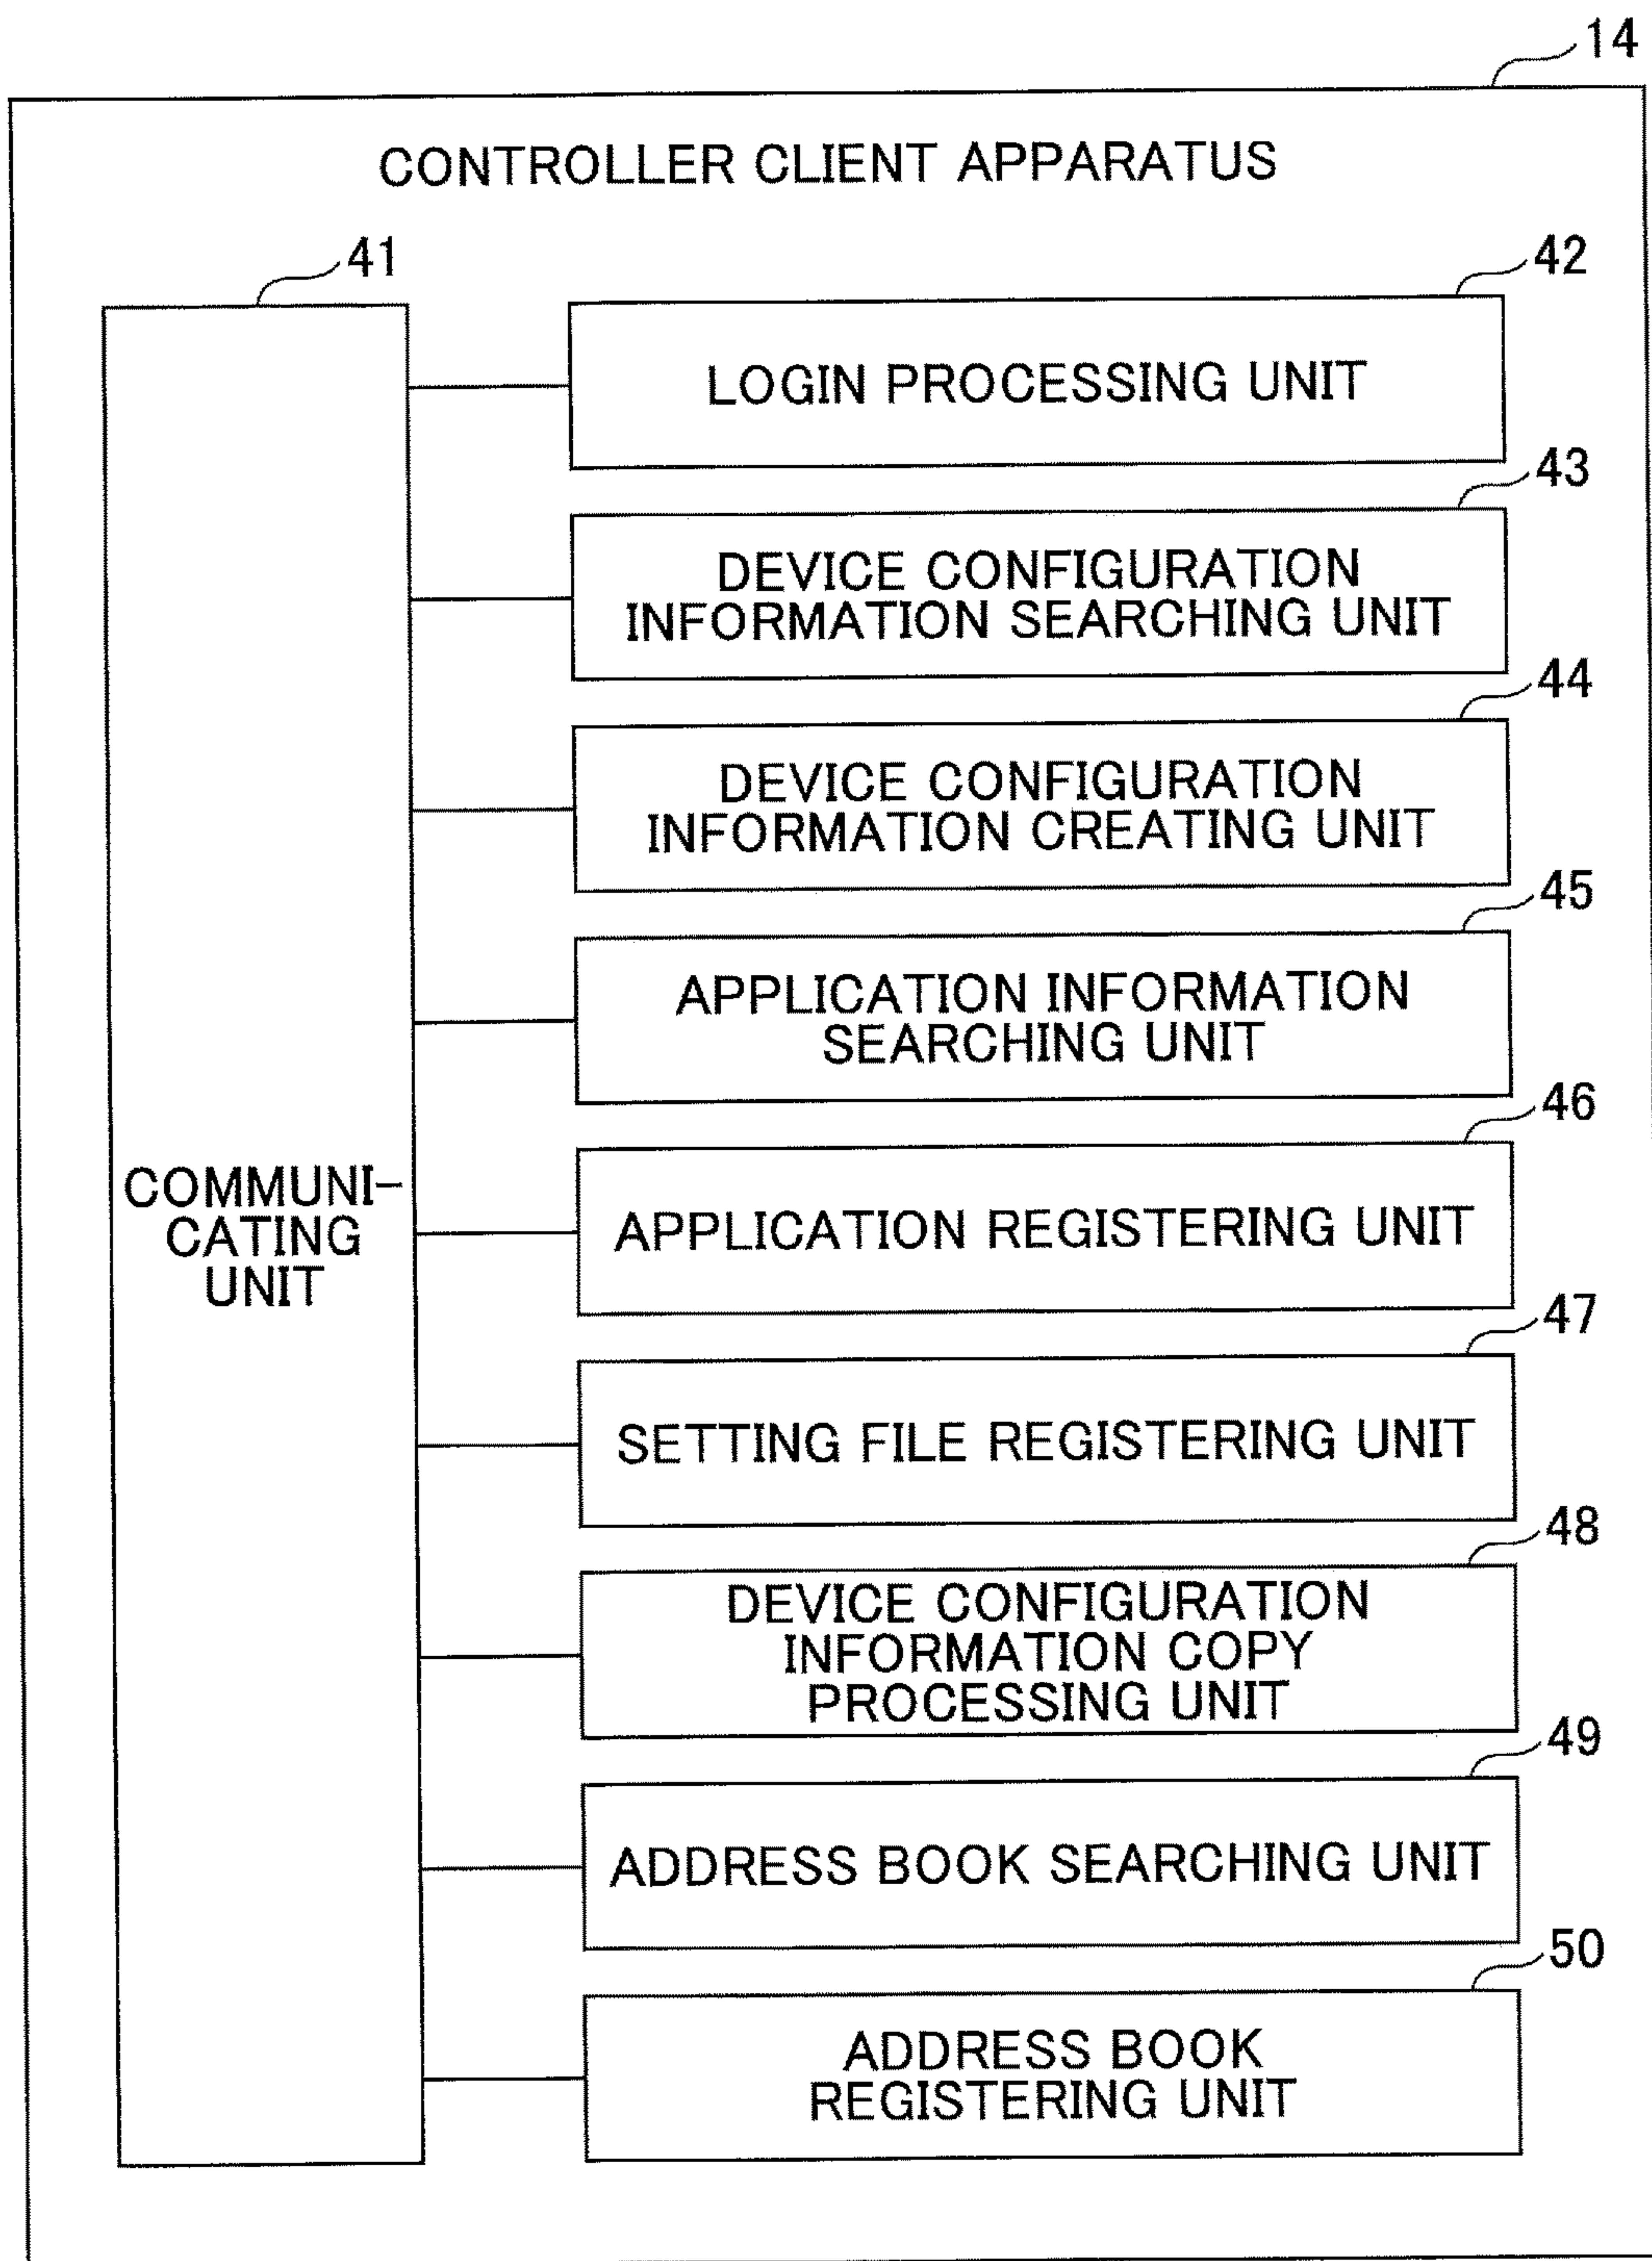 14
CONTROLLER CLIENT APPARATUS
41
COMMUNI-
CATING
UNIT
42
LOGIN PROCESSING UNIT
43
DEVICE CONFIGURATION
INFORMATION SEARCHING UNIT
44
DEVICE CONFIGURATION
INFORMATION CREATING UNIT
45
APPLICATION INFORMATION
SEARCHING UNIT
46
APPLICATION REGISTERING UNIT
47
SETTING FILE REGISTERING UNIT
48
DEVICE CONFIGURATION
INFORMATION COPY
PROCESSING UNIT
49
ADDRESS BOOK SEARCHING UNIT
50
ADDRESS BOOK
REGISTERING UNIT